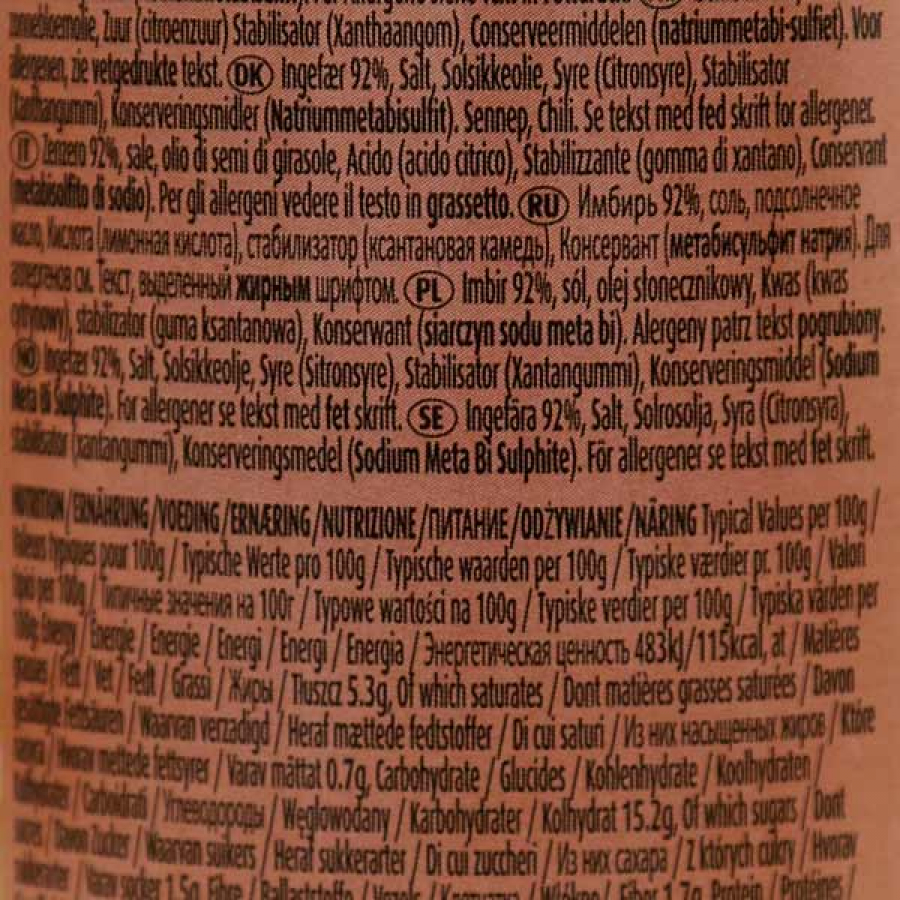 zonnebloemolie, Zuur (citroenzuur) Stabilisator (Xanthaangom), Conserveermiddelen (natriummetabi-sulfiet). Voor
allergenen, zie vetgedrukte tekst. DK Ingefær 92%, Salt, Solsikkeolie, Syre (Citronsyre), Stabilisator
(Xanthangummi), Konserveringsmidler (Natriummetabisulfit). Sennep, Chili. Se tekst med fed skrift for allergener.
IT Zenzero 92%, sale, olio di semi di girasole, Acido (acido citrico), Stabilizzante (gomma di xantano), Conservant
(metabisolfito di sodio). Per gli allergeni vedere il testo in grassetto. RU Имбирь 92%, соль, подсолнечное
масло, Кислота (лимонная кислота), стабилизатор (ксантановая камедь), Консервант (метабисульфит натрия). Для
аллергенов см. Текст, выделенный жирным шрифтом. PL Imbir 92%, sól, olej słonecznikowy, Kwas (kwas
cytrynowy), stabilizator (guma ksantanowa), Konserwant (siarczyn sodu meta bi). Alergeny patrz tekst pogrubiony.
NO Ingefær 92%, Salt, Solsikkeolje, Syre (Sitronsyre), Stabilisator (Xantangummi), Konserveringsmiddel (Sodium
Meta Bi Sulphite). For allergener se tekst med fet skrift. SE Ingefära 92%, Salt, Solrosolja, Syra (Citronsyra),
stabilisator (xantangummi), Konserveringsmedel (Sodium Meta Bi Sulphite). För allergener se tekst med fet skrift.
NUTRITION/ERNÄHRUNG/VOEDING/ERNÆRING/NUTRIZIONE/ПИТАНИЕ/ODŻYWIANIE/NÄRING Typical Values per 100g /
Valeurs typiques pour 100g / Typische Werte pro 100g / Typische waarden per 100g / Typiske værdier pr. 100g / Valori
tipici per 100g / Типичные значения на 100г / Typowe wartości na 100g / Typiske verdier per 100g / Typiska värden per
100g Energy / Énergie / Energie / Energi / Energi / Energia / Энергетическая ценность 483kJ/115kcal, at / Matières
grasses / Fett / Vet / Fedt / Grassi / Жиры / Tłuszcz 5.3g, Of which saturates / Dont matières grasses saturées / Davon
gesättigte Fettsäuren / Waarvan verzadigd / Heraf mættede fedtstoffer / Di cui saturi / Из них насыщенных жиров / Które
/ Hvorav mettede fettsyrer / Varav mättat 0.7g, Carbohydrate / Glucides / Kohlenhydrate / Koolhydraten /
/ Carboidrati / Углеводороды / Węglowodany / Karbohydrater / Kolhydrat 15.2g, Of which sugars / Dont
sucres / Davon Zucker / Waarvan suikers / Heraf sukkerarter / Di cui zuccheri / Из них сахара / Z których cukry / Hvorav
sukkerarter / Varav socker 1.5g, Fibre / Ballaststoffe / Vezels / Клетчатка / Włókno / Fiber 1.7g, Protein / Protéines /